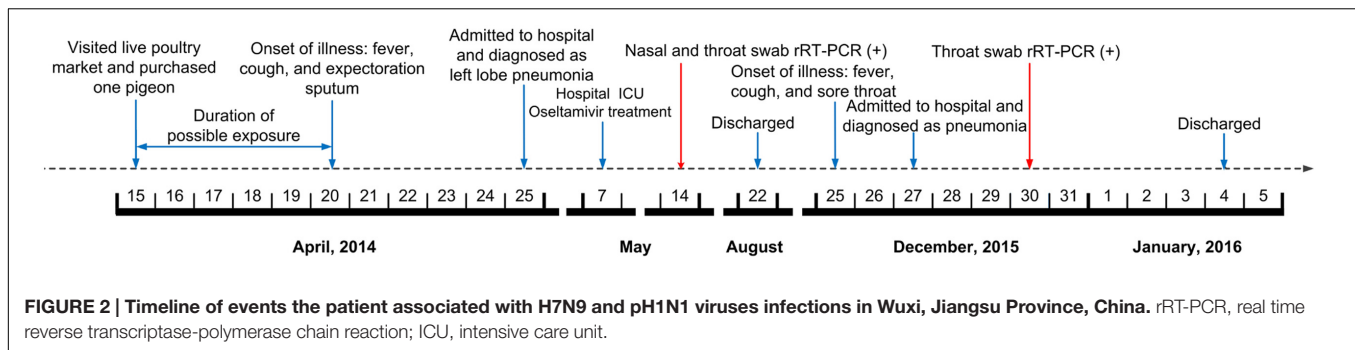 Visited live poultry
market and purchased
one pigeon
Onset of illness: fever,
cough, and expectoration
sputum
Admitted to hospital
and diagnosed as
left lobe pneumonia
Nasal and throat swab rRT-PCR (+)
Throat swab rRT-PCR (+)
Duration of
possible exposure
Hospital ICU
Oseltamivir treatment
Discharged
Onset of illness: fever,
cough, and sore throat
Admitted to hospital and
diagnosed as pneumonia
Discharged
15 16 17 18 19 20 21 22 23 24 25 7 14 22 25 26 27 28 29 30 31 1 2 3 4 5
April, 2014 May August December, 2015 January, 2016
FIGURE 2 | Timeline of events the patient associated with H7N9 and pH1N1 viruses infections in Wuxi, Jiangsu Province, China. rRT-PCR, real time
reverse transcriptase-polymerase chain reaction; ICU, intensive care unit.